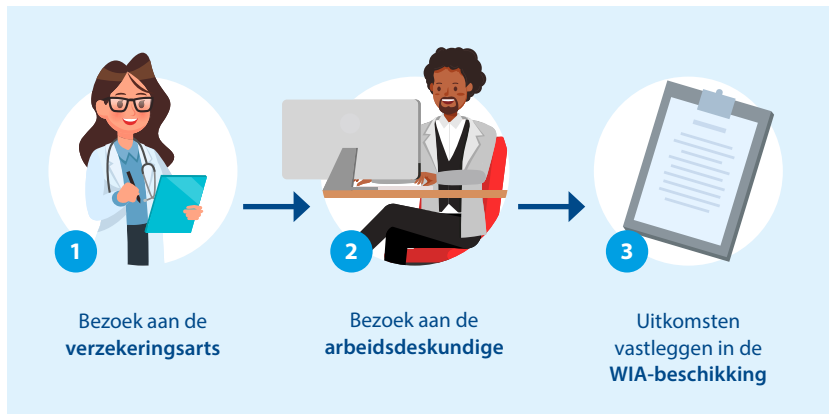 1
Bezoek aan de
verzekeringsarts
2
Bezoek aan de
arbeidsdeskundige
3
Uitkomsten
vastleggen in de
WIA-beschikking